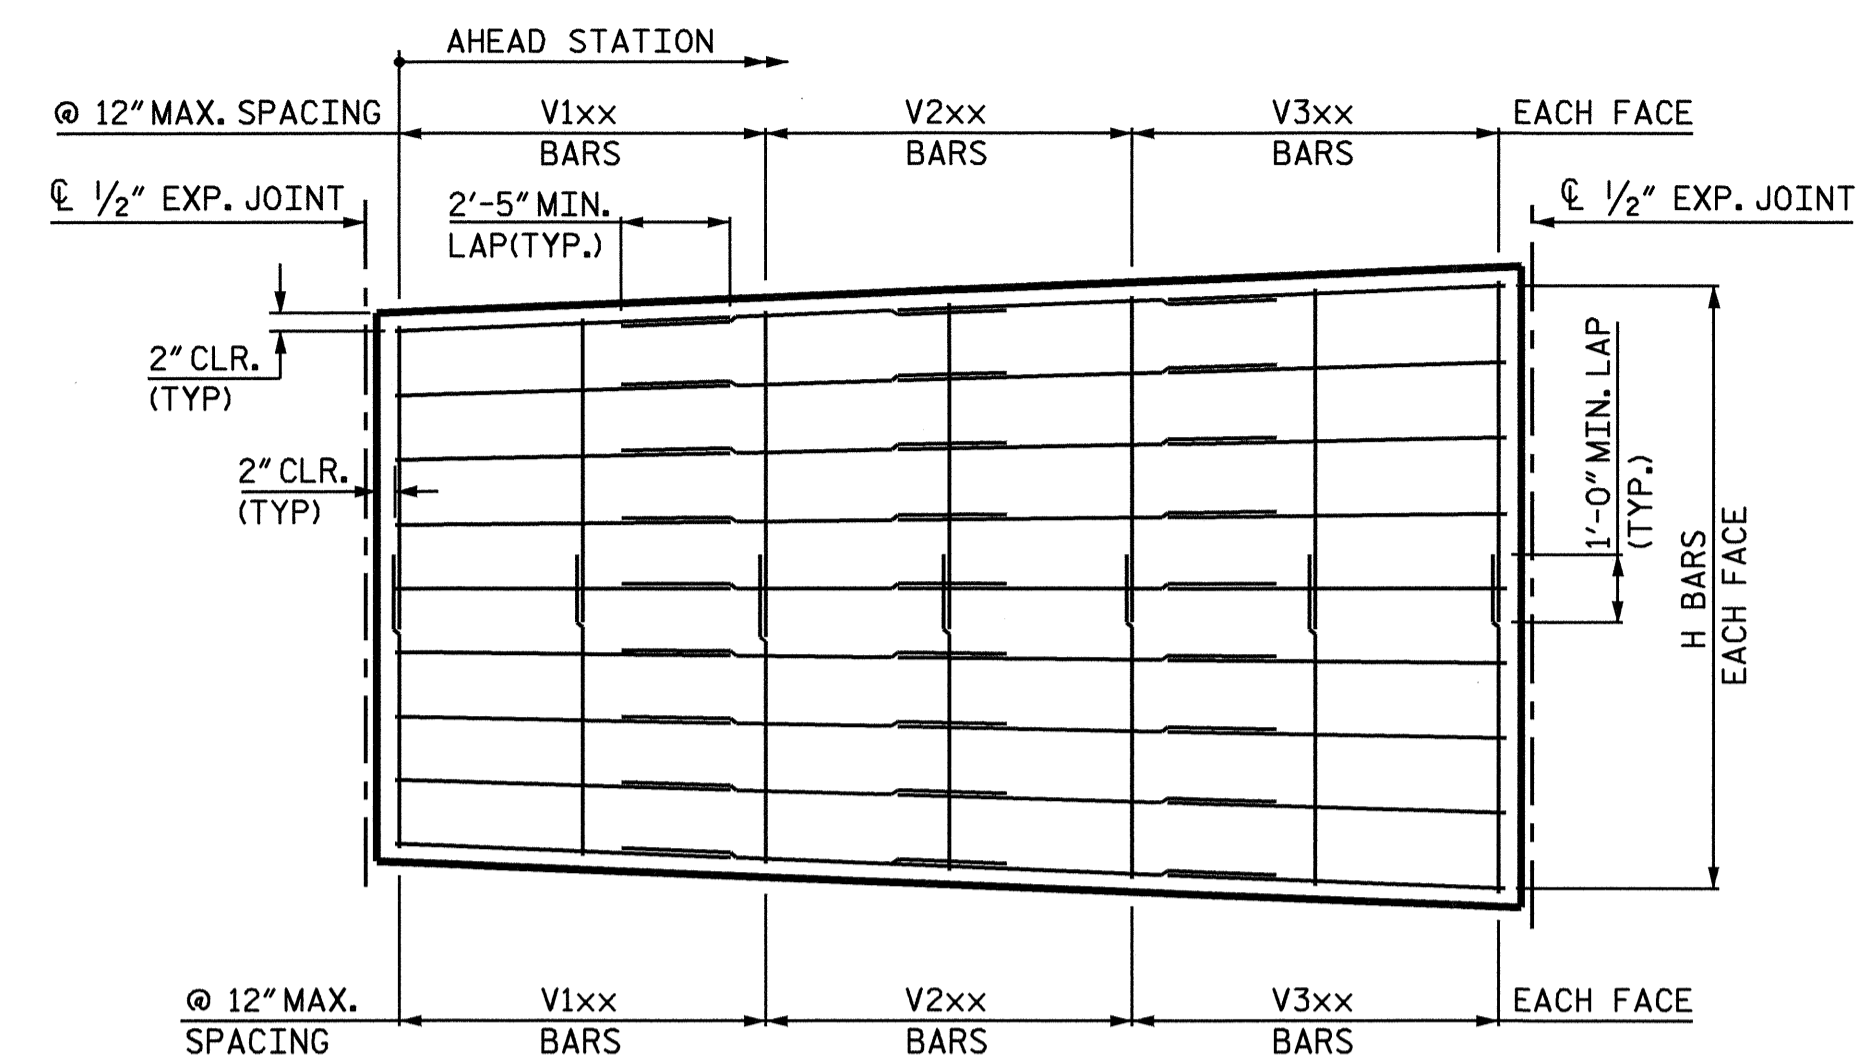 AHEAD STATION
@ 12" MAX. SPACING
V1xx
BARS
V2xx
BARS
V3xx
BARS
EACH FACE
℄ 1/2" EXP. JOINT
2'-5" MIN.
LAP(TYP.)
℄ 1/2" EXP. JOINT
2" CLR.
(TYP)
2" CLR.
(TYP)
1'-0" MIN. LAP
(TYP.)
H BARS
EACH FACE
@ 12" MAX.
SPACING
V1xx
BARS
V2xx
BARS
V3xx
BARS
EACH FACE